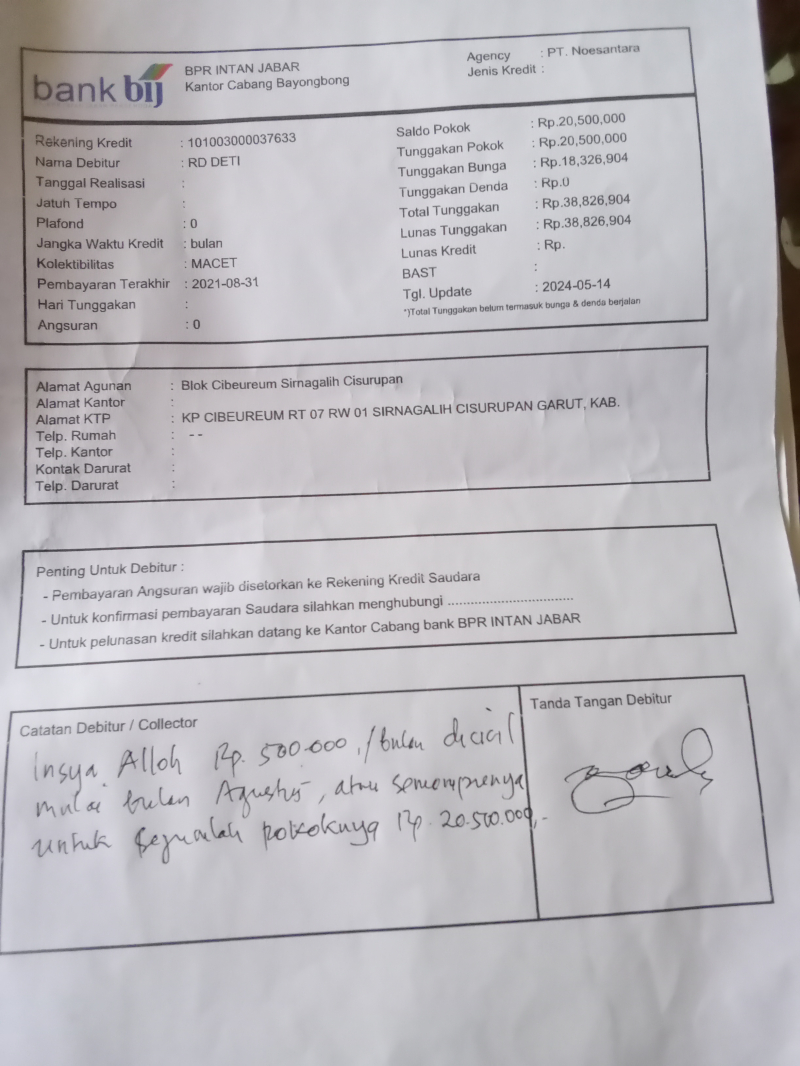 bank bij
BPR INTAN JABAR
Kantor Cabang Bayongbong
Agency : PT. Noesantara
Jenis Kredit :
Rekening Kredit : 101003000037633
Nama Debitur : RD DETI
Tanggal Realisasi :
Jatuh Tempo :
Plafond : 0
Jangka Waktu Kredit : bulan
Kolektibilitas : MACET
Pembayaran Terakhir : 2021-08-31
Hari Tunggakan :
Angsuran : 0
Saldo Pokok : Rp.20,500,000
Tunggakan Pokok : Rp.20,500,000
Tunggakan Bunga : Rp.18,326,904
Tunggakan Denda : Rp.0
Total Tunggakan : Rp.38,826,904
Lunas Tunggakan : Rp.38,826,904
Lunas Kredit : Rp.
BAST :
Tgl. Update : 2024-05-14
*)Total Tunggakan belum termasuk bunga & denda berjalan
Alamat Agunan : Blok Cibeureum Sirnagalih Cisurupan
Alamat Kantor :
Alamat KTP : KP CIBEUREUM RT 07 RW 01 SIRNAGALIH CISURUPAN GARUT, KAB.
Telp. Rumah : --
Telp. Kantor :
Kontak Darurat :
Telp. Darurat :
Penting Untuk Debitur :
- Pembayaran Angsuran wajib disetorkan ke Rekening Kredit Saudara
- Untuk konfirmasi pembayaran Saudara silahkan menghubungi ................................
- Untuk pelunasan kredit silahkan datang ke Kantor Cabang bank BPR INTAN JABAR
Catatan Debitur / Collector
Insya Alloh Rp. 500.000,/bulan dicicil
mulai bulan Agustus, atau semampunya
untuk sejumlah pokoknya Rp. 20.500.000,-
Tanda Tangan Debitur